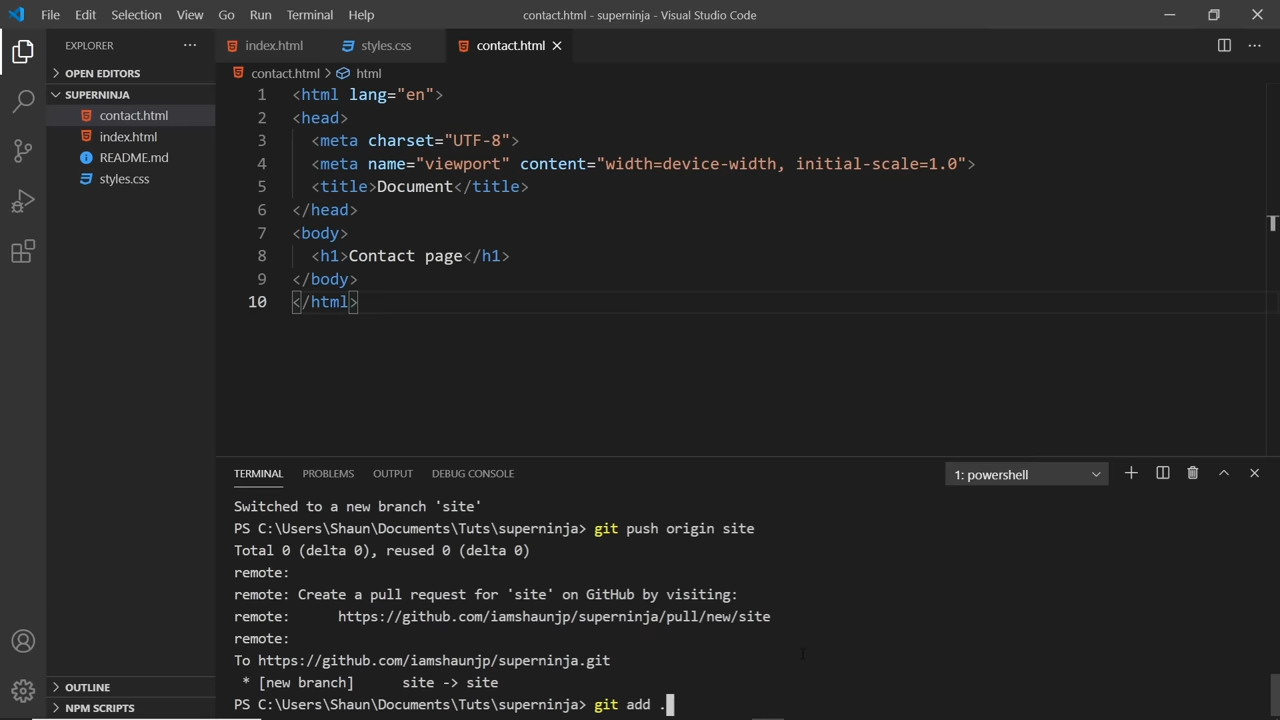 File Edit Selection View Go Run Terminal Help contact.html - superninja - Visual Studio Code
EXPLORER
index.html styles.css contact.html
OPEN EDITORS
SUPERNINJA
contact.html
index.html
README.md
styles.css
OUTLINE
NPM SCRIPTS
contact.html html
1 <html lang="en">
2 <head>
3 <meta charset="UTF-8">
4 <meta name="viewport" content="width=device-width, initial-scale=1.0">
5 <title>Document</title>
6 </head>
7 <body>
8 <h1>Contact page</h1>
9 </body>
10 </html>
TERMINAL PROBLEMS OUTPUT DEBUG CONSOLE 1: powershell
Switched to a new branch 'site'
PS C:\Users\Shaun\Documents\Tuts\superninja> git push origin site
Total 0 (delta 0), reused 0 (delta 0)
remote:
remote: Create a pull request for 'site' on GitHub by visiting:
remote: https://github.com/iamshaunjp/superninja/pull/new/site
remote:
To https://github.com/iamshaunjp/superninja.git
* [new branch] site -> site
PS C:\Users\Shaun\Documents\Tuts\superninja> git add .